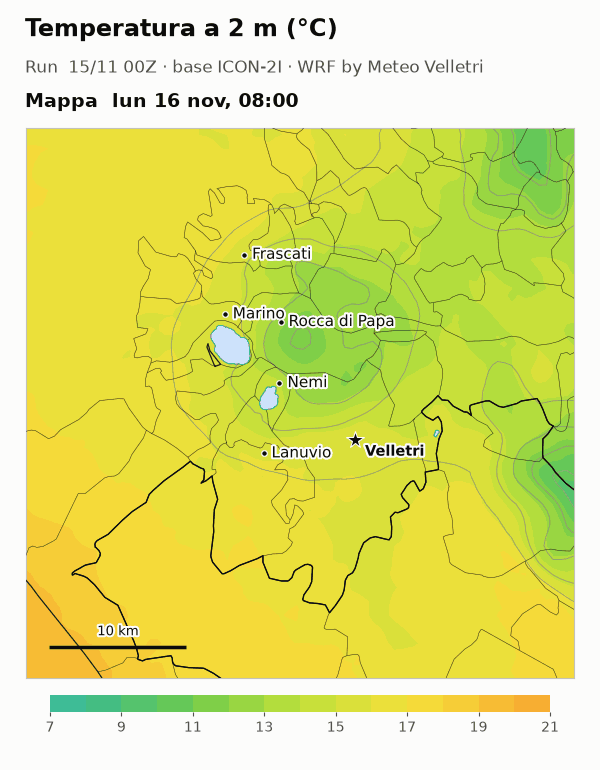 Temperatura a 2 m (°C)
Run  15/11 00Z · base ICON-2I · WRF by Meteo Velletri
Mappa  lun 16 nov, 08:00
Frascati
Marino
Rocca di Papa
Nemi
Velletri
Lanuvio
10 km
7 9 11 13 15 17 19 21